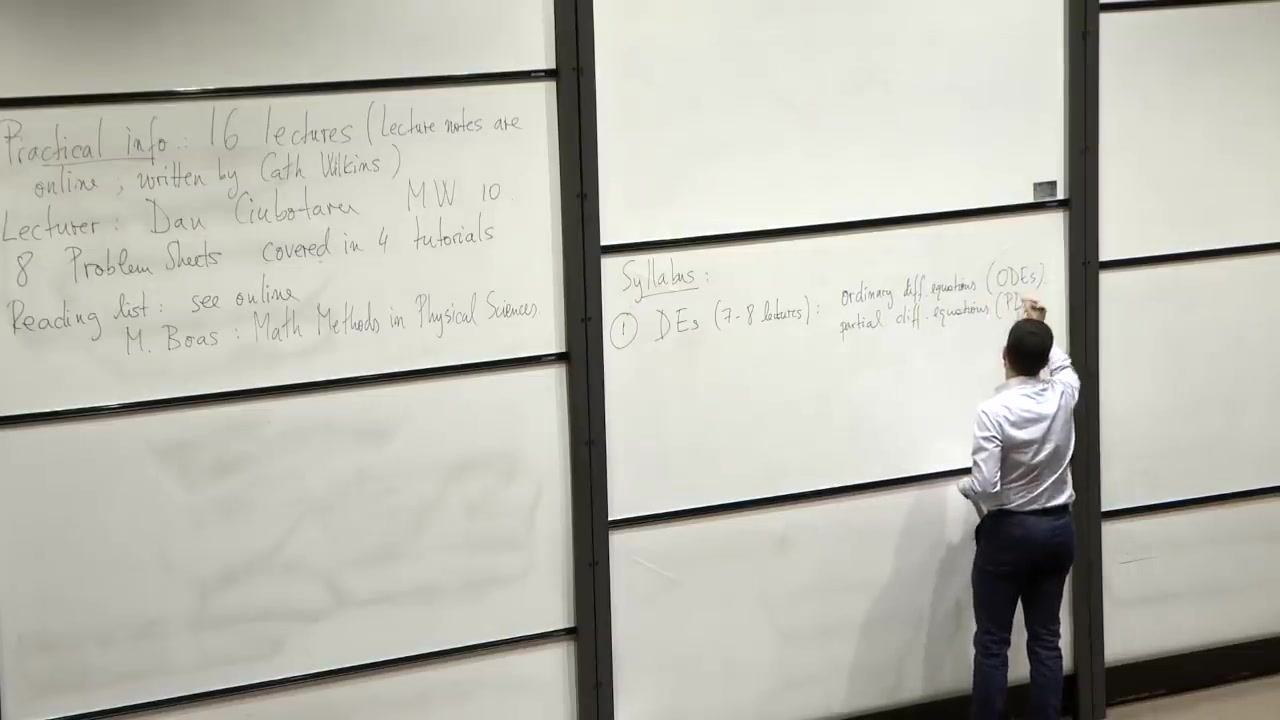 Practical info: 16 lectures (Lecture notes are
online, written by Cath Wilkins)
Lecturer: Dan Ciubotaru MW 10
8 Problem Sheets covered in 4 tutorials
Reading list: see online
M. Boas: Math Methods in Physical Sciences
Syllabus:
① DEs (7-8 lectures): ordinary diff. equations (ODEs)
partial diff. equations (PD